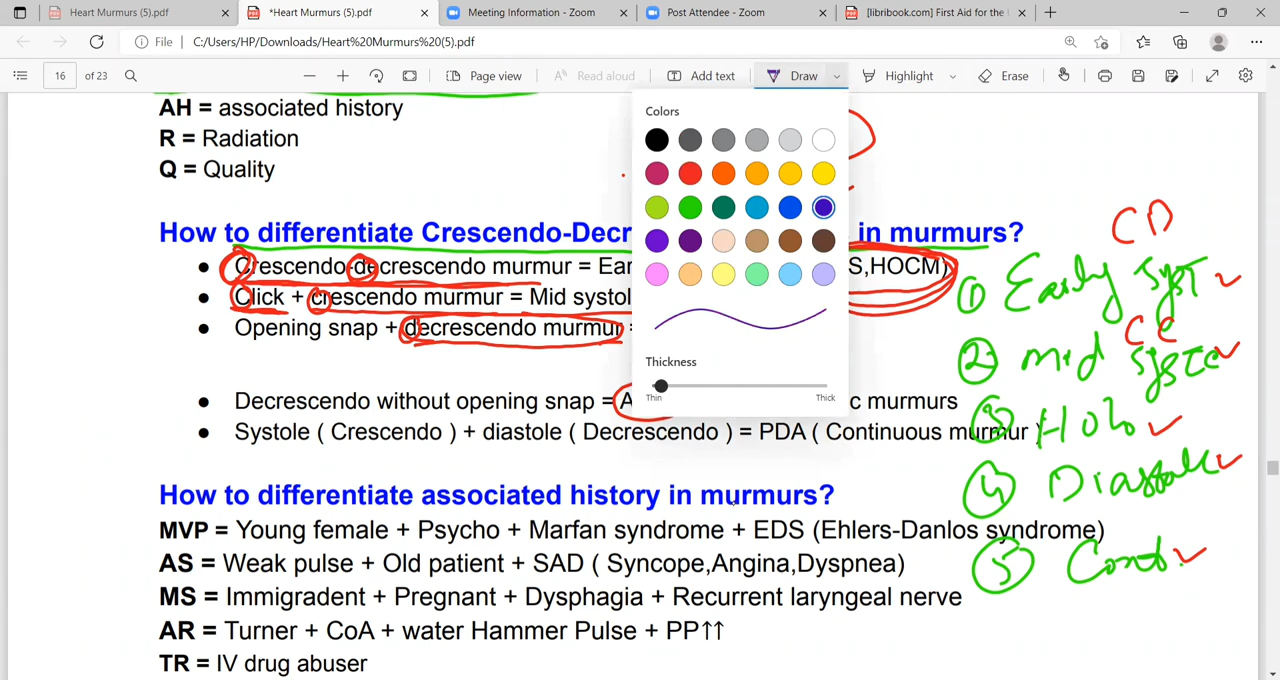 Heart Murmurs (5).pdf
*Heart Murmurs (5).pdf
Meeting Information - Zoom
Post Attendee - Zoom
[libribook.com] First Aid for the
File
C:/Users/HP/Downloads/Heart%20Murmurs%20(5).pdf
16 of 23
Page view
Read aloud
Add text
Draw
Highlight
Erase
Colors
Thickness
Thin
Thick
AH = associated history
R = Radiation
Q = Quality
How to differentiate Crescendo-Decr in murmurs?
Crescendo-decrescendo murmur = Ear S,HOCM)
Click + crescendo murmur = Mid systol
Opening snap + decrescendo murmur =
Decrescendo without opening snap = A c murmurs
Systole ( Crescendo ) + diastole ( Decrescendo ) = PDA ( Continuous murmur )
How to differentiate associated history in murmurs?
MVP = Young female + Psycho + Marfan syndrome + EDS (Ehlers-Danlos syndrome)
AS = Weak pulse + Old patient + SAD ( Syncope,Angina,Dyspnea)
MS = Immigradent + Pregnant + Dysphagia + Recurrent laryngeal nerve
AR = Turner + CoA + water Hammer Pulse + PP↑↑
TR = IV drug abuser
CD
① Early syst
CC
② mid syste
③ Holo
④
⑤ Cont.